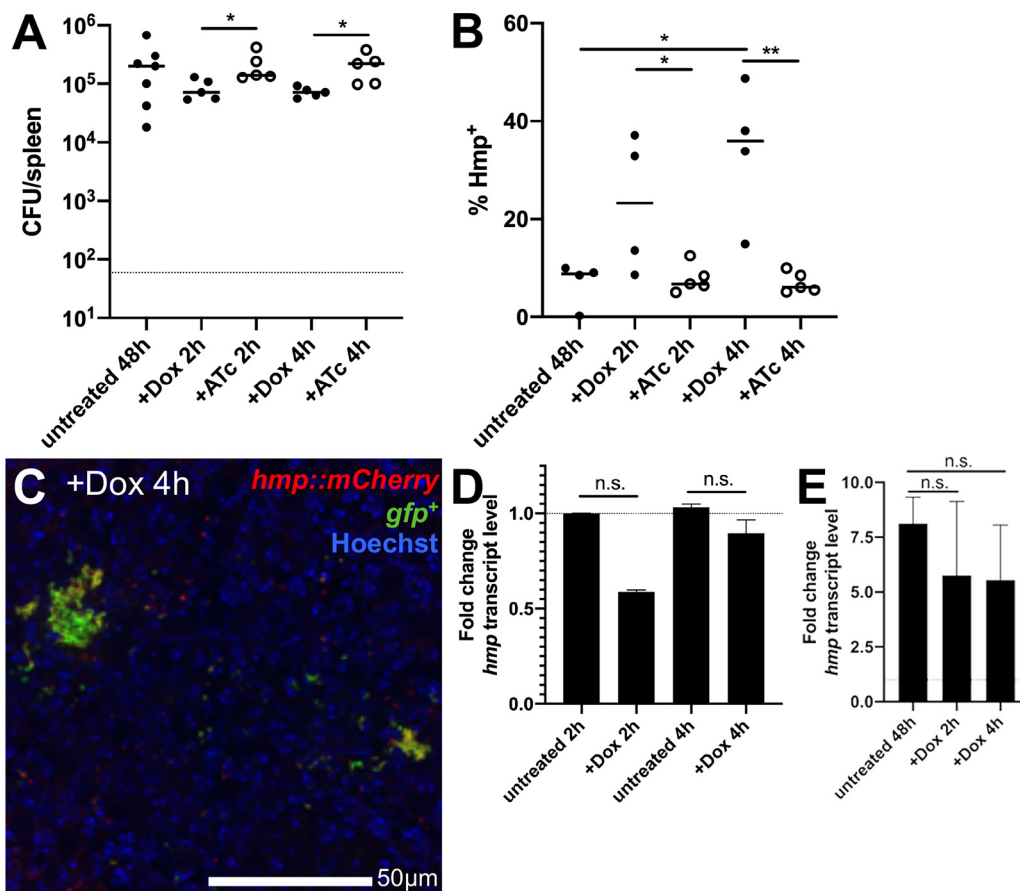 A
CFU/spleen
10⁶
10⁵
10⁴
10³
10²
10¹
*
*
untreated 48h
+Dox 2h
+ATc 2h
+Dox 4h
+ATc 4h
B
% Hmp⁺
60
40
20
0
*
*
**
untreated 48h
+Dox 2h
+ATc 2h
+Dox 4h
+ATc 4h
C +Dox 4h
hmp::mCherry
gfp⁺
Hoechst
50μm
D
Fold change
hmp transcript level
1.0
0.5
0.0
n.s.
n.s.
untreated 2h
+Dox 2h
untreated 4h
+Dox 4h
E
Fold change
hmp transcript level
10.0
7.5
5.0
2.5
0.0
n.s.
n.s.
untreated 48h
+Dox 2h
+Dox 4h